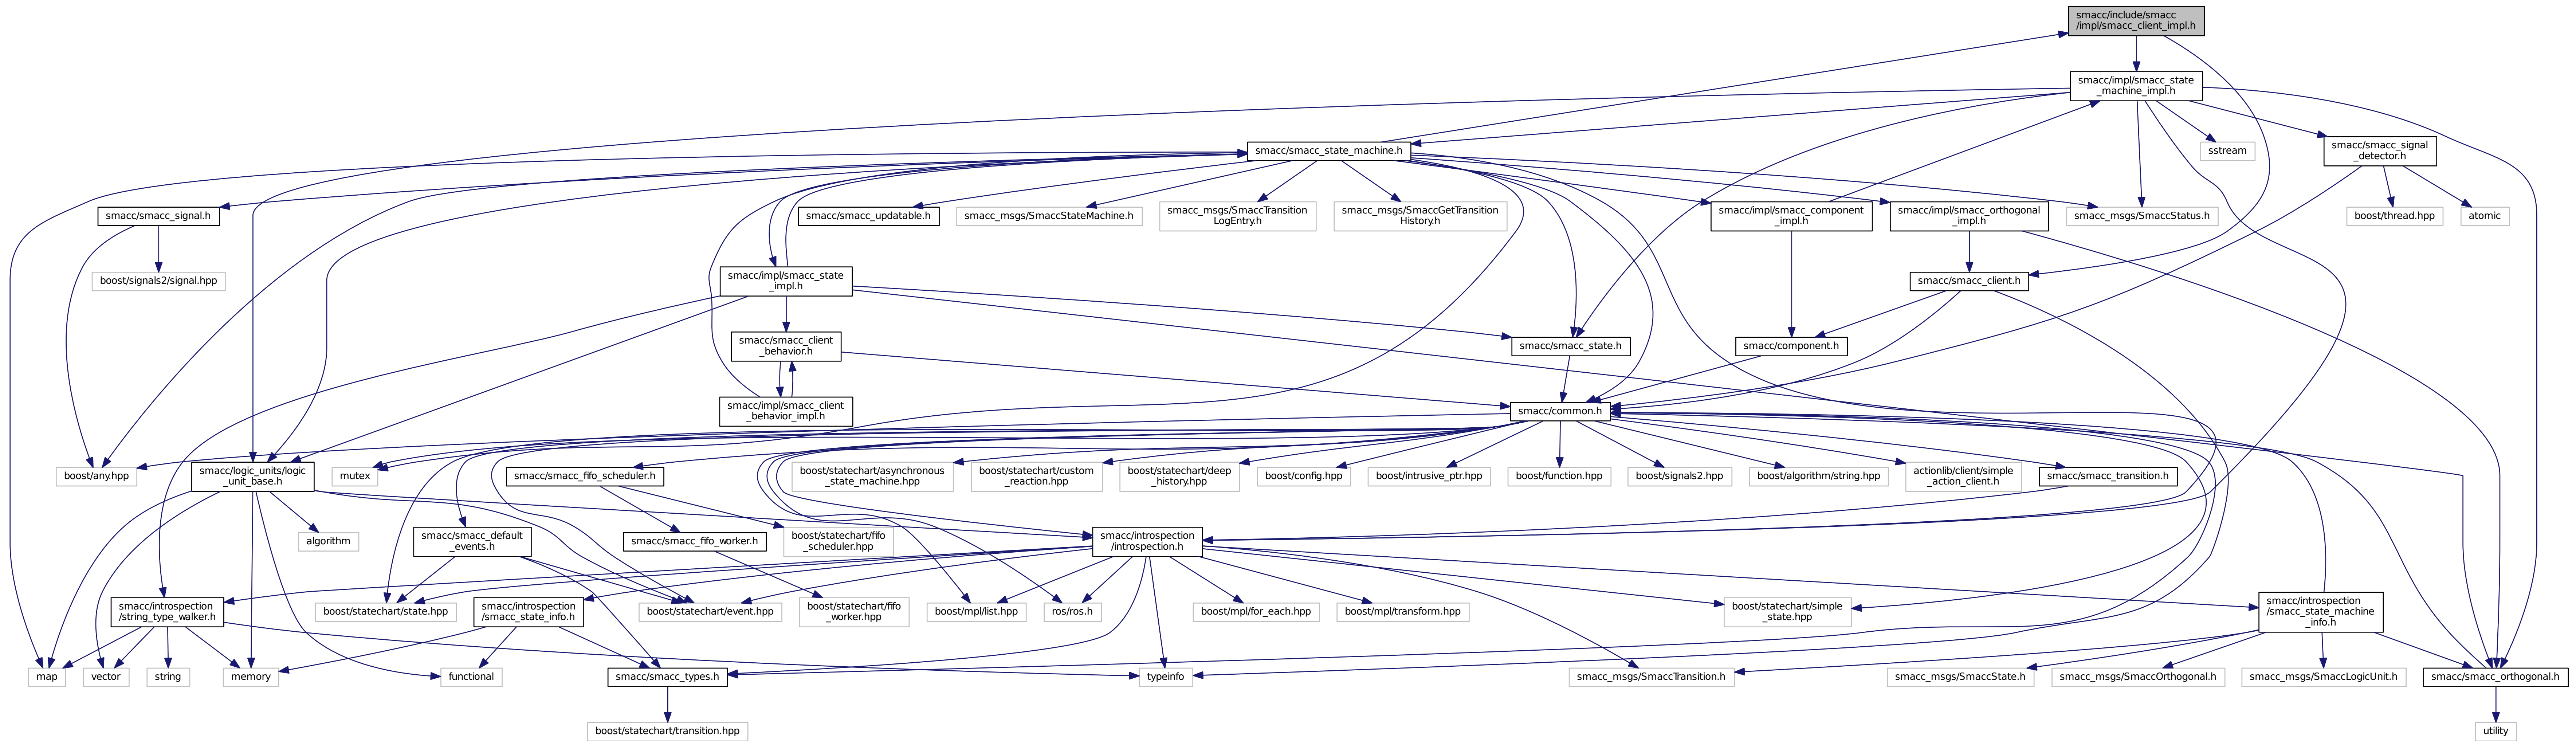 smacc/include/smacc
/impl/smacc_client_impl.h
smacc/impl/smacc_state
_machine_impl.h
smacc/smacc_state_machine.h
sstream
smacc/smacc_signal
_detector.h
smacc/smacc_signal.h
smacc/smacc_updatable.h
smacc_msgs/SmaccStateMachine.h
smacc_msgs/SmaccTransition
LogEntry.h
smacc_msgs/SmaccGetTransition
History.h
smacc/impl/smacc_component
_impl.h
smacc/impl/smacc_orthogonal
_impl.h
smacc_msgs/SmaccStatus.h
boost/thread.hpp
atomic
boost/signals2/signal.hpp
smacc/impl/smacc_state
_impl.h
smacc/smacc_client.h
smacc/smacc_client
_behavior.h
smacc/smacc_state.h
smacc/component.h
smacc/impl/smacc_client
_behavior_impl.h
smacc/common.h
boost/any.hpp
smacc/logic_units/logic
_unit_base.h
mutex
smacc/smacc_fifo_scheduler.h
boost/statechart/asynchronous
_state_machine.hpp
boost/statechart/custom
_reaction.hpp
boost/statechart/deep
_history.hpp
boost/config.hpp
boost/intrusive_ptr.hpp
boost/function.hpp
boost/signals2.hpp
boost/algorithm/string.hpp
actionlib/client/simple
_action_client.h
smacc/smacc_transition.h
algorithm
smacc/smacc_default
_events.h
smacc/smacc_fifo_worker.h
boost/statechart/fifo
_scheduler.hpp
smacc/introspection
/introspection.h
smacc/introspection
/string_type_walker.h
boost/statechart/state.hpp
smacc/introspection
/smacc_state_info.h
boost/statechart/event.hpp
boost/statechart/fifo
_worker.hpp
boost/mpl/list.hpp
ros/ros.h
boost/mpl/for_each.hpp
boost/mpl/transform.hpp
boost/statechart/simple
_state.hpp
smacc/introspection
/smacc_state_machine
_info.h
map
vector
string
memory
functional
smacc/smacc_types.h
typeinfo
smacc_msgs/SmaccTransition.h
smacc_msgs/SmaccState.h
smacc_msgs/SmaccOrthogonal.h
smacc_msgs/SmaccLogicUnit.h
smacc/smacc_orthogonal.h
boost/statechart/transition.hpp
utility